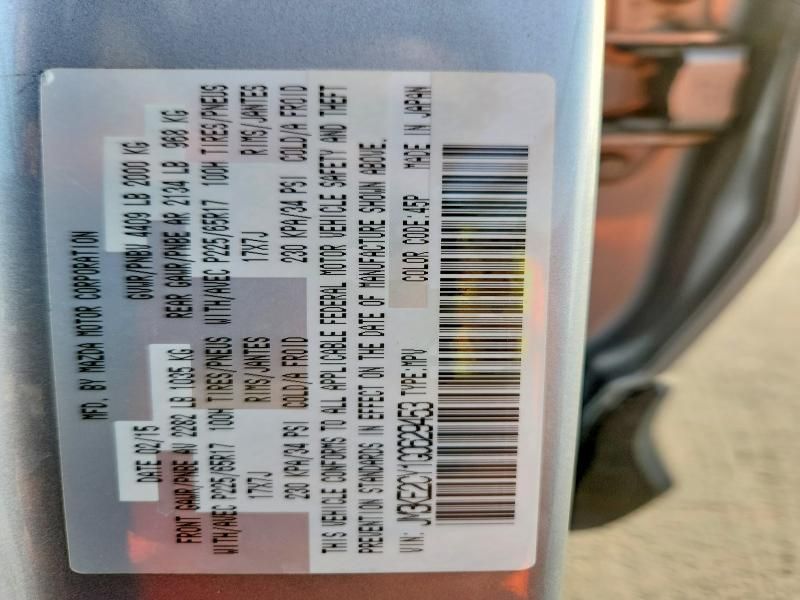 MFD. BY MAZDA MOTOR CORPORATION
DATE 02/15 GVWR/PNBV 4409 LB 2000 KG
FRONT GAWR/PNBE AV 2282 LB 1035 KG REAR GAWR/PNBE AR 2134 LB 968 KG
WITH/AVEC P225/65R17 100H TIRES/PNEUS WITH/AVEC P225/65R17 100H TIRES/PNEUS
17X7J RIMS/JANTES 17X7J RIMS/JANTES
230 KPA/34 PSI COLD/A FROID 230 KPA/34 PSI COLD/A FROID
THIS VEHICLE CONFORMS TO ALL APPLICABLE FEDERAL MOTOR VEHICLE SAFETY AND THEFT
PREVENTION STANDARDS IN EFFECT ON THE DATE OF MANUFACTURE SHOWN ABOVE.
VIN: JM3KE2CY1G0629453 TYPE:MPV COLOR CODE:45P MADE IN JAPAN